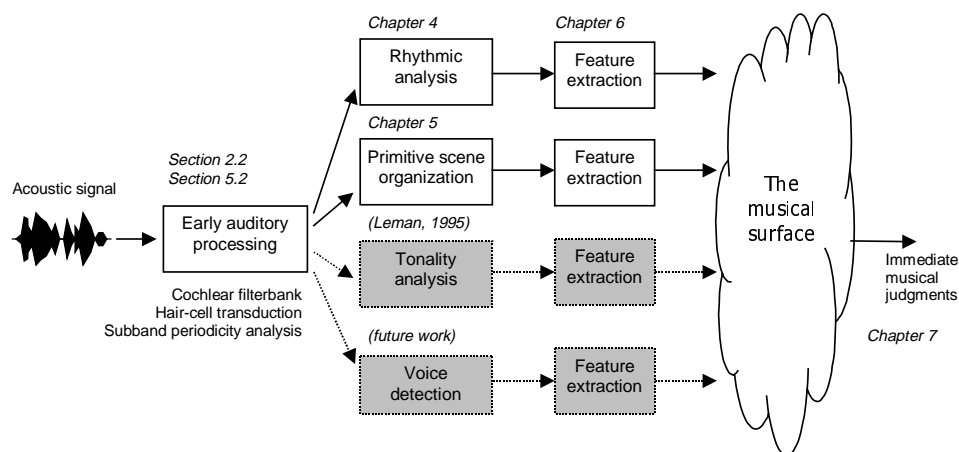 Chapter 4
Chapter 6
Rhythmic
analysis
Feature
extraction
Chapter 5
Section 2.2
Section 5.2
Primitive scene
organization
Feature
extraction
Acoustic signal
Early auditory
processing
The
musical
surface
(Leman, 1995)
Tonality
analysis
Feature
extraction
Immediate
musical
judgments
Cochlear filterbank
Hair-cell transduction
Subband periodicity analysis
(future work)
Chapter 7
Voice
detection
Feature
extraction